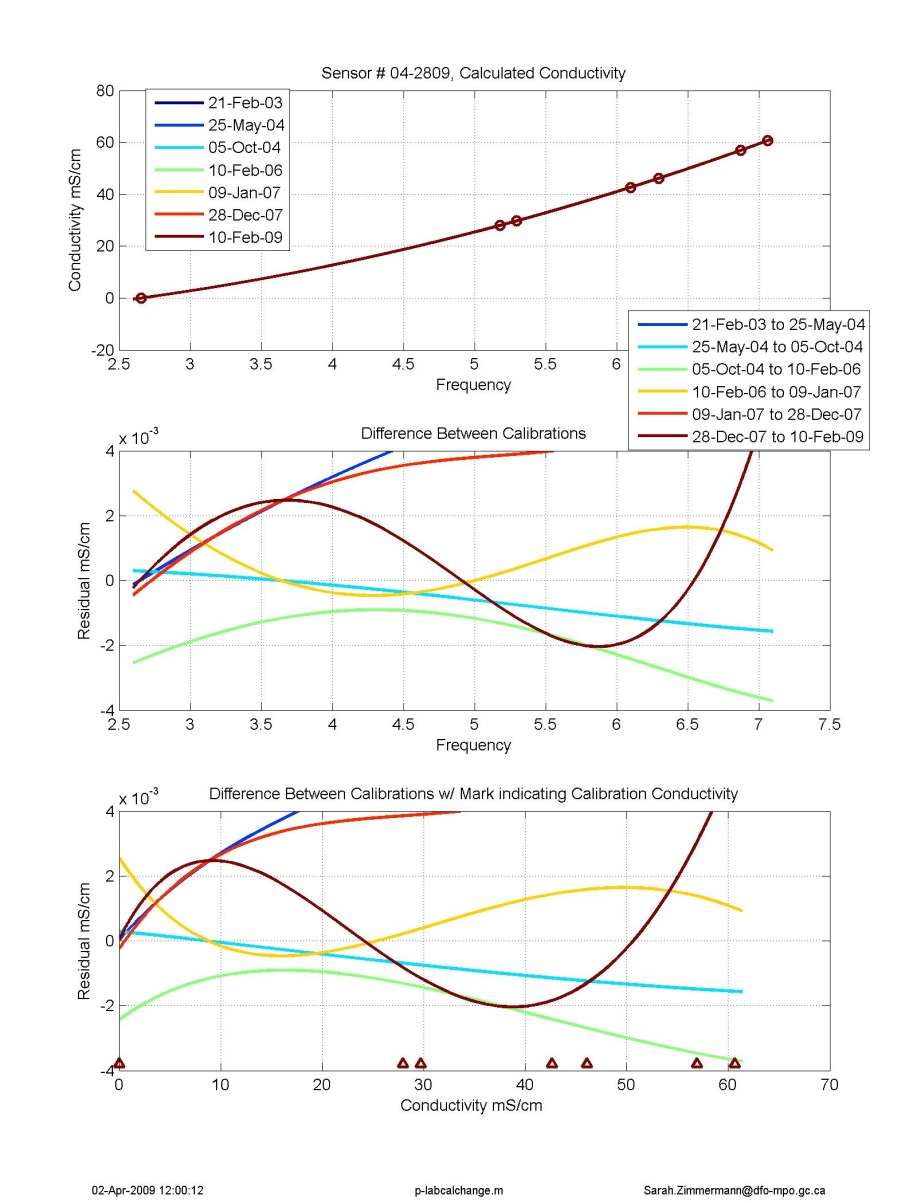 Sensor # 04-2809, Calculated Conductivity
80
60
40
20
0
-20
Conductivity mS/cm
21-Feb-03
25-May-04
05-Oct-04
10-Feb-06
09-Jan-07
28-Dec-07
10-Feb-09
2.5 3 3.5 4 4.5 5 5.5 6
Frequency
21-Feb-03 to 25-May-04
25-May-04 to 05-Oct-04
05-Oct-04 to 10-Feb-06
10-Feb-06 to 09-Jan-07
09-Jan-07 to 28-Dec-07
28-Dec-07 to 10-Feb-09
x 10-3
Difference Between Calibrations
4
2
0
-2
-4
Residual mS/cm
2.5 3 3.5 4 4.5 5 5.5 6 6.5 7 7.5
Frequency
x 10-3
Difference Between Calibrations w/ Mark indicating Calibration Conductivity
4
2
0
-2
-4
Residual mS/cm
0 10 20 30 40 50 60 70
Conductivity mS/cm
02-Apr-2009 12:00:12 p-labcalchange.m Sarah.Zimmermann@dfo-mpo.gc.ca